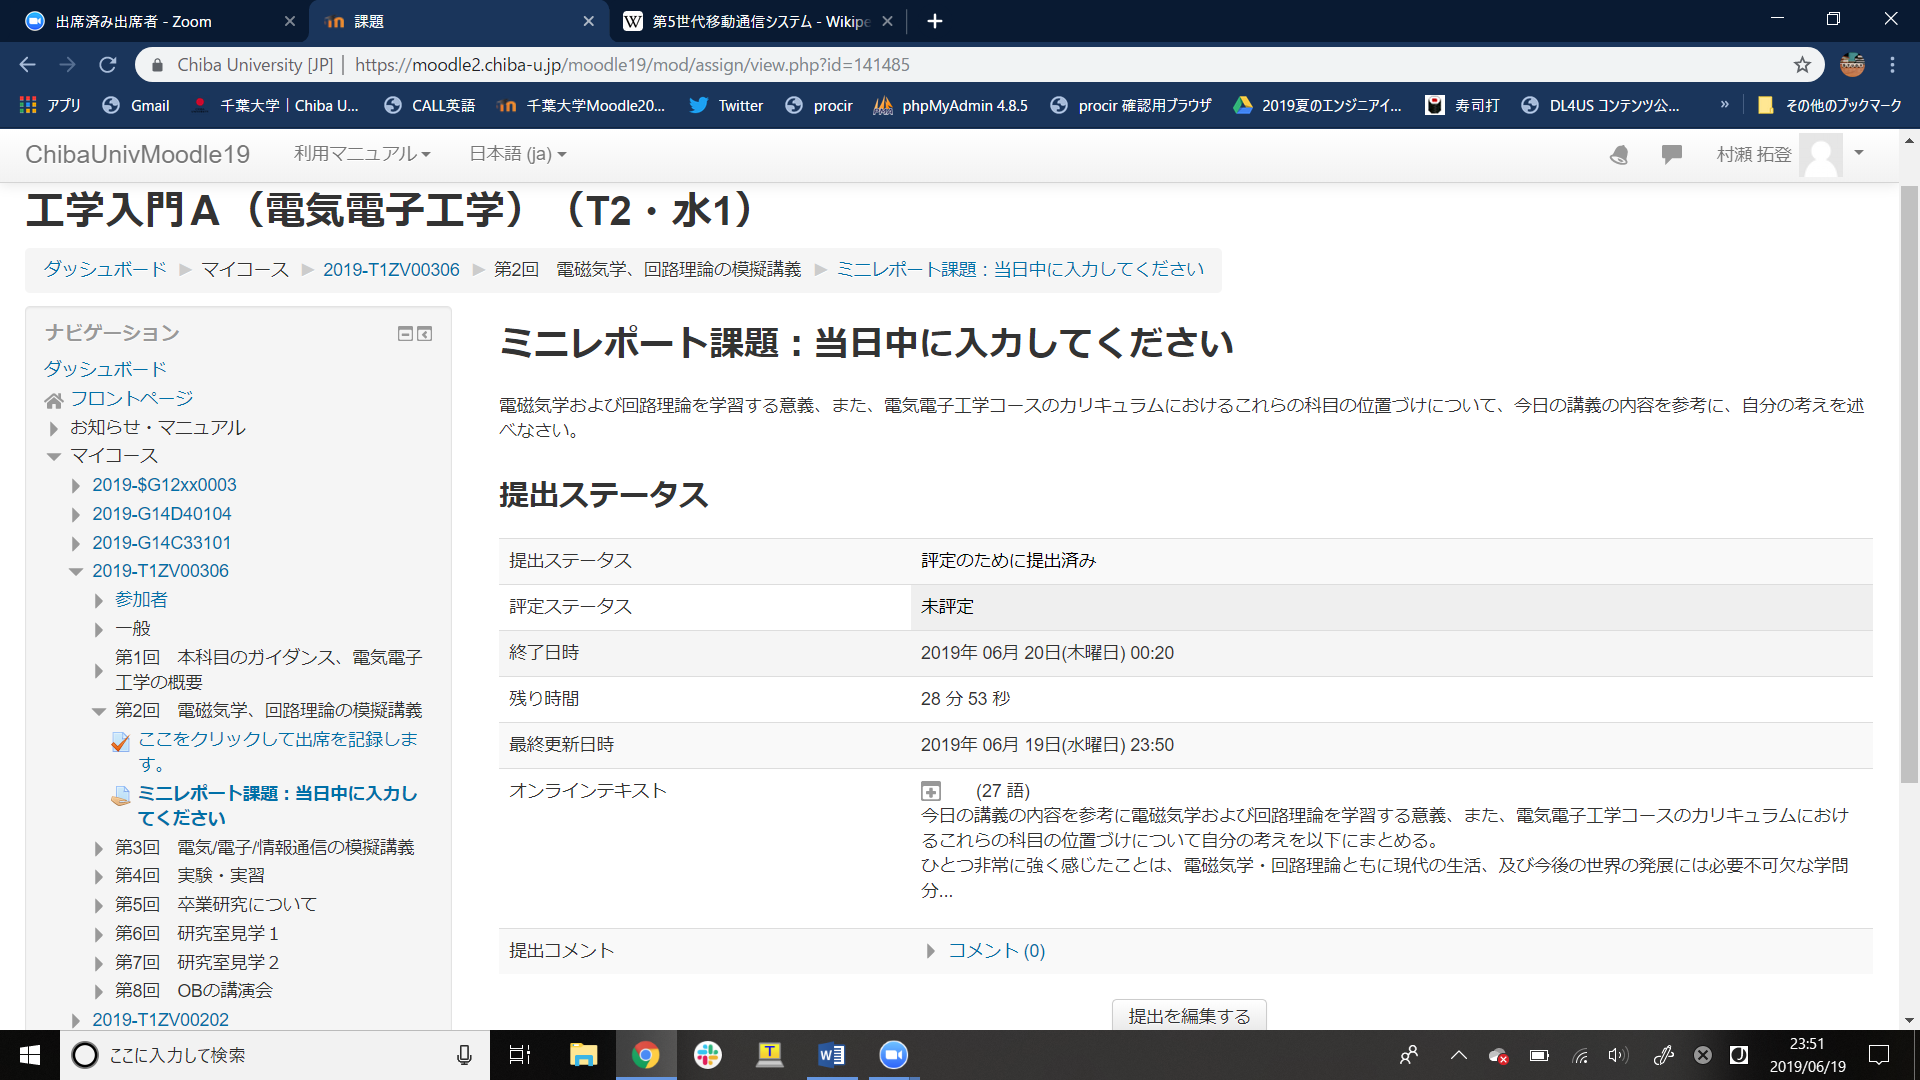 出席済み出席者 - Zoom
課題
第5世代移動通信システム - Wikipe
Chiba University [JP] | https://moodle2.chiba-u.jp/moodle19/mod/assign/view.php?id=141485
アプリ Gmail 千葉大学 | Chiba U... CALL英語 千葉大学Moodle20... Twitter procir phpMyAdmin 4.8.5 procir 確認用ブラウザ 2019夏のエンジニアイ... 寿司打 DL4US コンテンツ公... » その他のブックマーク
ChibaUnivMoodle19 利用マニュアル 日本語 (ja) 村瀬 拓登
工学入門A（電気電子工学）（T2・水1）
ダッシュボード ▶ マイコース ▶ 2019-T1ZV00306 ▶ 第2回　電磁気学、回路理論の模擬講義 ▶ ミニレポート課題：当日中に入力してください
ナビゲーション
ダッシュボード
フロントページ
お知らせ・マニュアル
マイコース
2019-$G12xx0003
2019-G14D40104
2019-G14C33101
2019-T1ZV00306
参加者
一般
第1回　本科目のガイダンス、電気電子
工学の概要
第2回　電磁気学、回路理論の模擬講義
ここをクリックして出席を記録しま
す。
ミニレポート課題：当日中に入力し
てください
第3回　電気/電子/情報通信の模擬講義
第4回　実験・実習
第5回　卒業研究について
第6回　研究室見学１
第7回　研究室見学２
第8回　OBの講演会
2019-T1ZV00202
ミニレポート課題：当日中に入力してください
電磁気学および回路理論を学習する意義、また、電気電子工学コースのカリキュラムにおけるこれらの科目の位置づけについて、今日の講義の内容を参考に、自分の考えを述
べなさい。
提出ステータス
提出ステータス 評定のために提出済み
評定ステータス 未評定
終了日時 2019年 06月 20日(木曜日) 00:20
残り時間 28 分 53 秒
最終更新日時 2019年 06月 19日(水曜日) 23:50
オンラインテキスト (27 語)
今日の講義の内容を参考に電磁気学および回路理論を学習する意義、また、電気電子工学コースのカリキュラムにおけ
るこれらの科目の位置づけについて自分の考えを以下にまとめる。
ひとつ非常に強く感じたことは、電磁気学・回路理論ともに現代の生活、及び今後の世界の発展には必要不可欠な学問
分...
提出コメント コメント (0)
提出を編集する
ここに入力して検索
23:51
2019/06/19